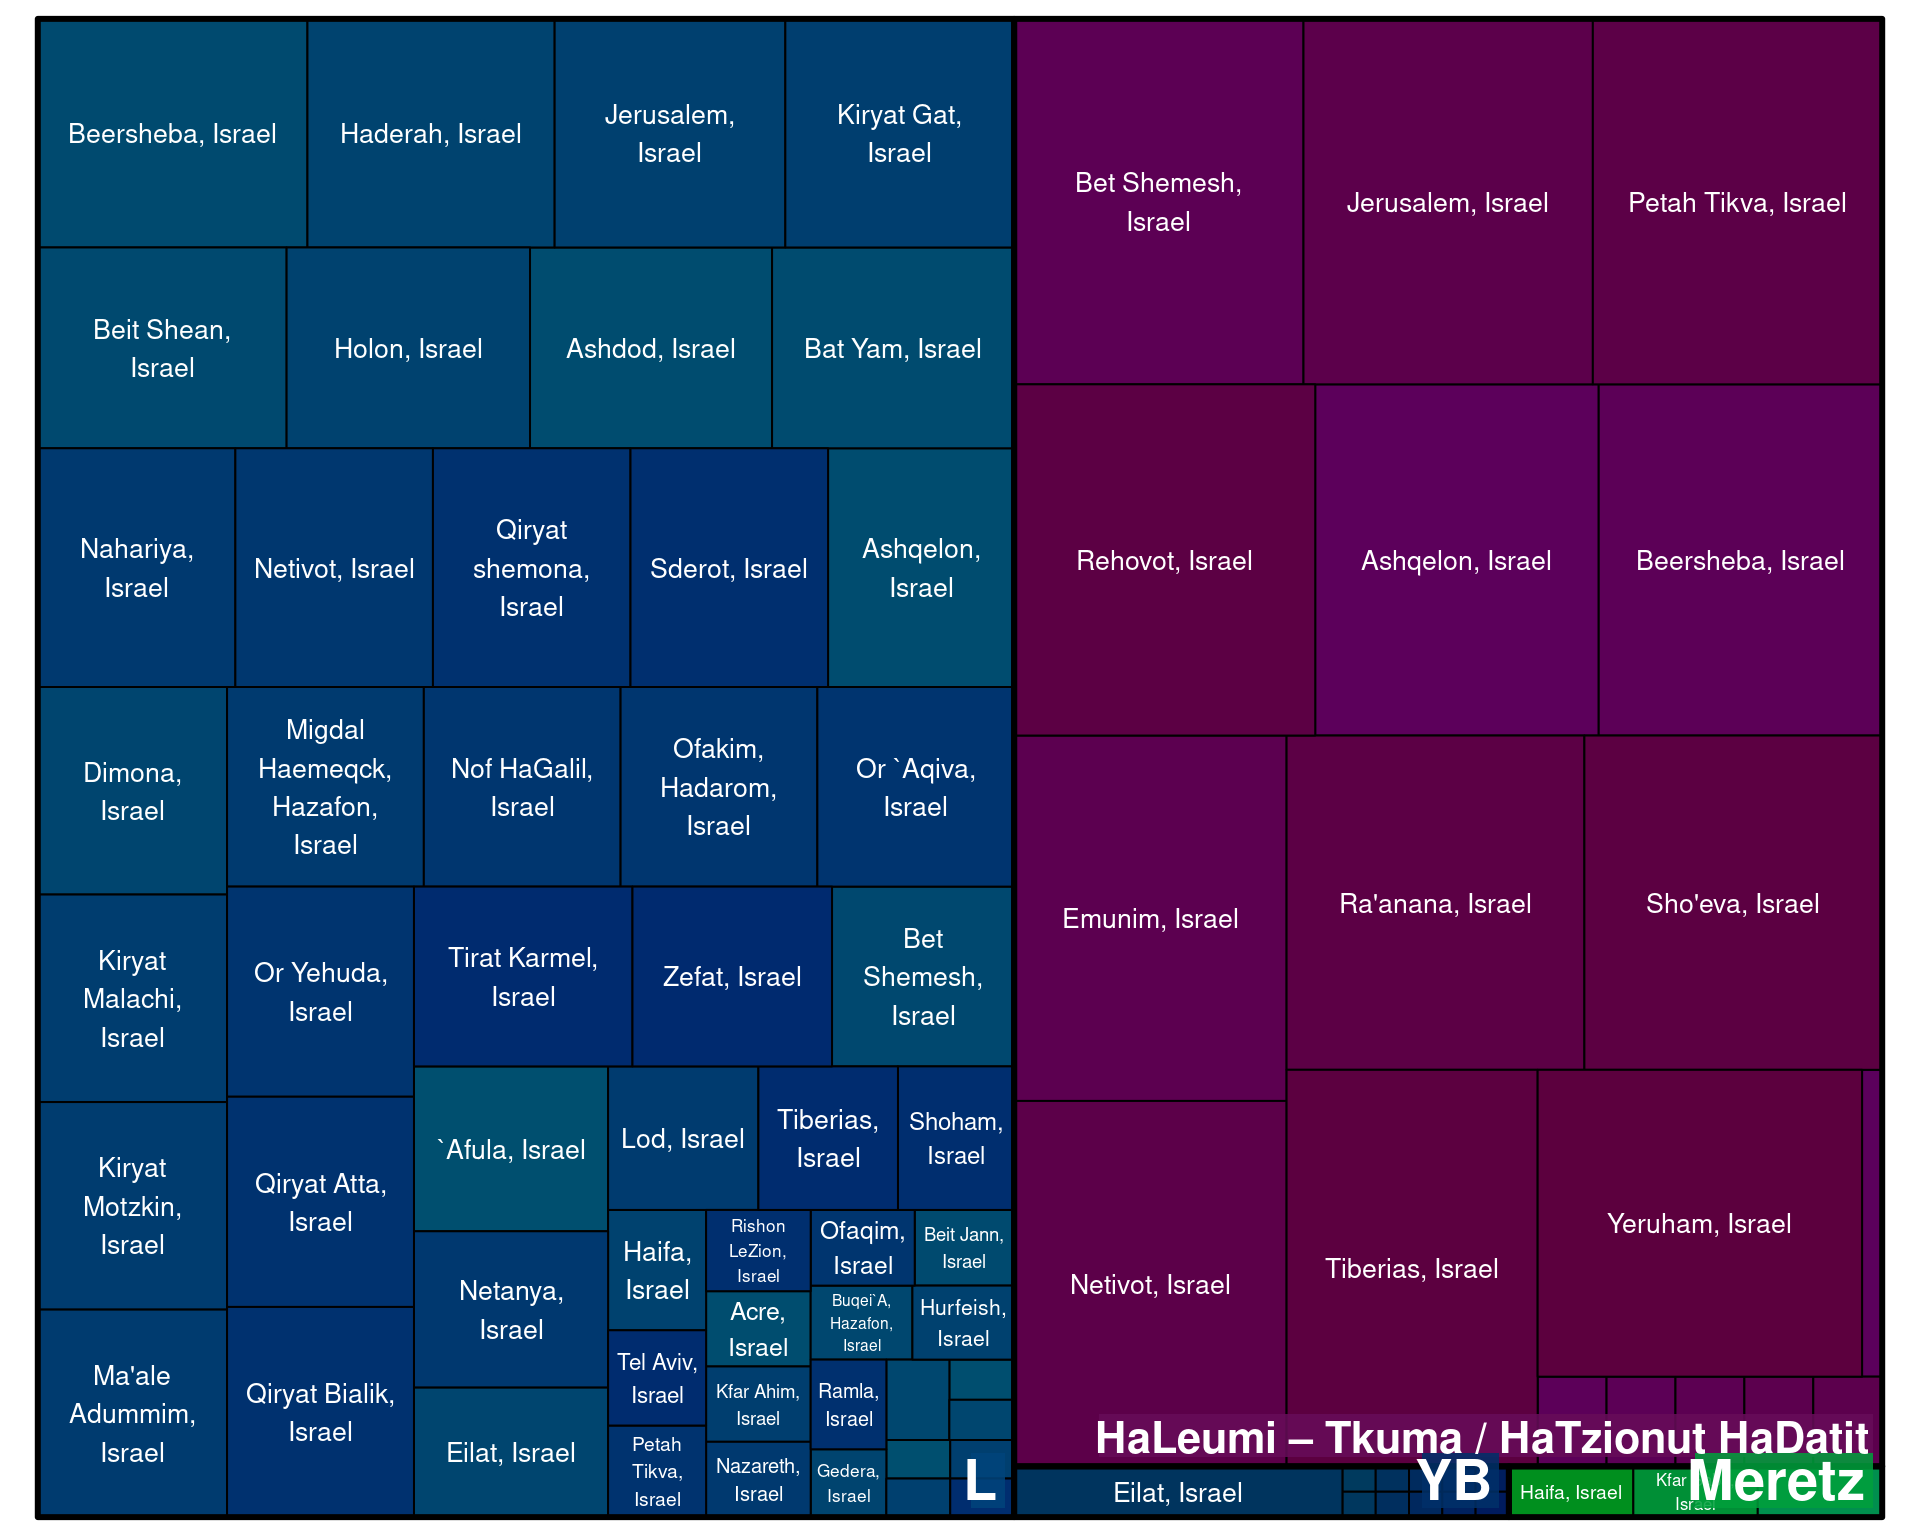 Beersheba, Israel
Haderah, Israel
Jerusalem,
Israel
Kiryat Gat,
Israel
Beit Shean,
Israel
Holon, Israel
Ashdod, Israel
Bat Yam, Israel
Nahariya,
Israel
Netivot, Israel
Qiryat
shemona,
Israel
Sderot, Israel
Ashqelon,
Israel
Dimona,
Israel
Migdal
Haemeqck,
Hazafon,
Israel
Nof HaGalil,
Israel
Ofakim,
Hadarom,
Israel
Or `Aqiva,
Israel
Kiryat
Malachi,
Israel
Or Yehuda,
Israel
Tirat Karmel,
Israel
Zefat, Israel
Bet
Shemesh,
Israel
Kiryat
Motzkin,
Israel
Qiryat Atta,
Israel
`Afula, Israel
Lod, Israel
Tiberias,
Israel
Shoham,
Israel
Ma'ale
Adummim,
Israel
Qiryat Bialik,
Israel
Netanya,
Israel
Eilat, Israel
Haifa,
Israel
Tel Aviv,
Israel
Petah
Tikva,
Israel
Rishon
LeZion,
Israel
Acre,
Israel
Kfar Ahim,
Israel
Nazareth,
Israel
Ofaqim,
Israel
Beit Jann,
Israel
Buqei`A,
Hazafon,
Israel
Hurfeish,
Israel
Ramla,
Israel
Gedera,
Israel
L
Bet Shemesh,
Israel
Jerusalem, Israel
Petah Tikva, Israel
Rehovot, Israel
Ashqelon, Israel
Beersheba, Israel
Emunim, Israel
Ra'anana, Israel
Sho'eva, Israel
Netivot, Israel
Tiberias, Israel
Yeruham, Israel
HaLeumi – Tkuma / HaTzionut HaDatit
Eilat, Israel
YB
Haifa, Israel
Kfar
Israel
Meretz